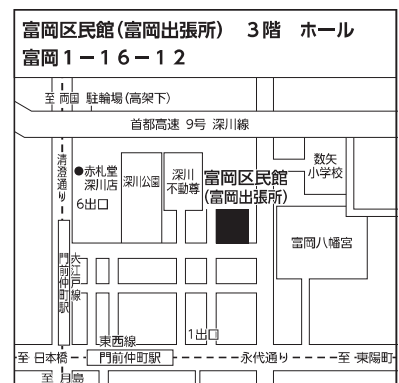 富岡区民館（富岡出張所）　３階　ホール
富岡１－１６－１２
至 両国
駐輪場（高架下）
首都高速 9号 深川線
清澄通り
●赤札堂
深川店
6出口
深川公園
深川
不動尊
富岡区民館
（富岡出張所）
数矢
小学校
富岡八幡宮
大江戸線
門前仲町駅
東西線
1出口
至 日本橋
門前仲町駅
永代通り
至 東陽町
至 月島